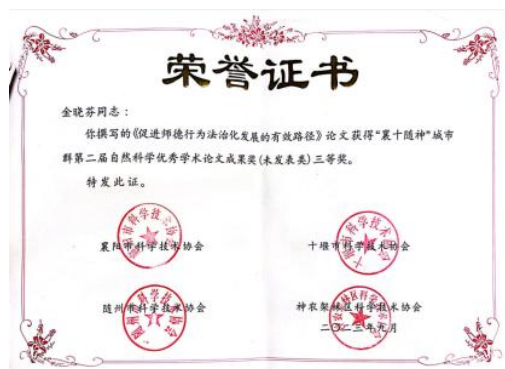 荣誉证书
金晓芬同志:
你撰写的《促进师德行为法治化发展的有效路径》论文获得“襄十随神”城市
群第二届自然科学优秀学术论文成果奖(未发表类)三等奖。
特发此证。
襄阳市科学技术协会
十堰市科学技术协会
随州市科学技术协会
神农架林区科学技术协会
二〇二三年九月